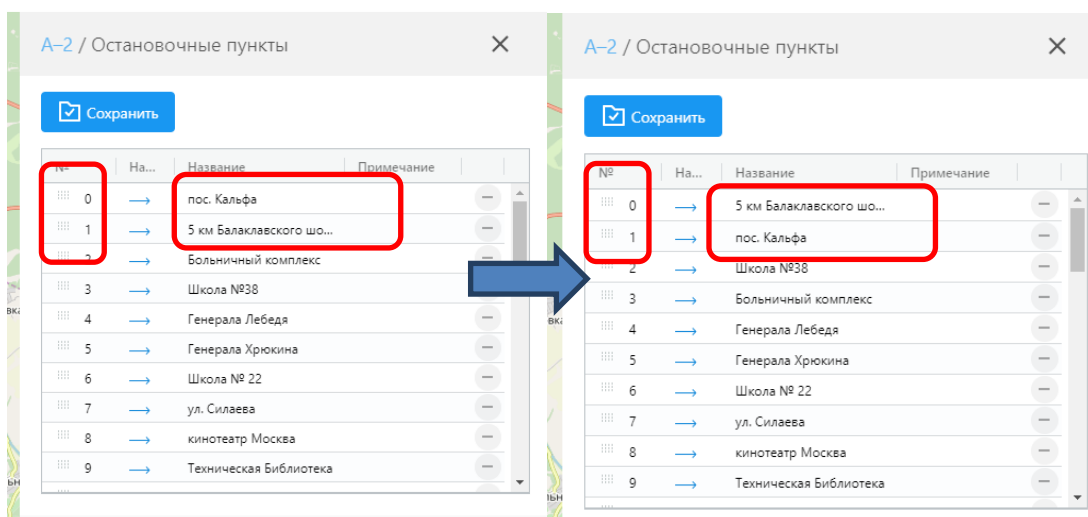 А–2 / Остановочные пункты
Сохранить
№ На... Название Примечание
0 пос. Кальфа
1 5 км Балаклавского шо...
2 Больничный комплекс
3 Школа №38
4 Генерала Лебедя
5 Генерала Хрюкина
6 Школа № 22
7 ул. Силаева
8 кинотеатр Москва
9 Техническая Библиотека
А–2 / Остановочные пункты
Сохранить
№ На... Название Примечание
0 5 км Балаклавского шо...
1 пос. Кальфа
2 Школа №38
3 Больничный комплекс
4 Генерала Лебедя
5 Генерала Хрюкина
6 Школа № 22
7 ул. Силаева
8 кинотеатр Москва
9 Техническая Библиотека